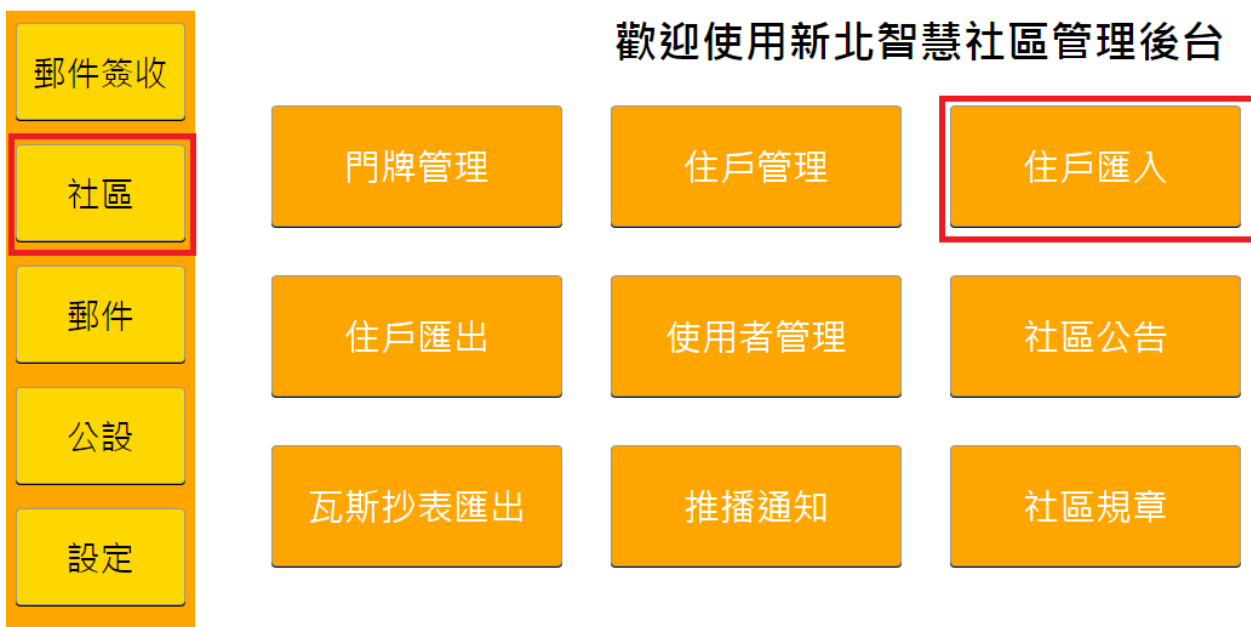 歡迎使用新北智慧社區管理後台
郵件簽收
社區
郵件
公設
設定
門牌管理
住戶管理
住戶匯入
住戶匯出
使用者管理
社區公告
瓦斯抄表匯出
推播通知
社區規章